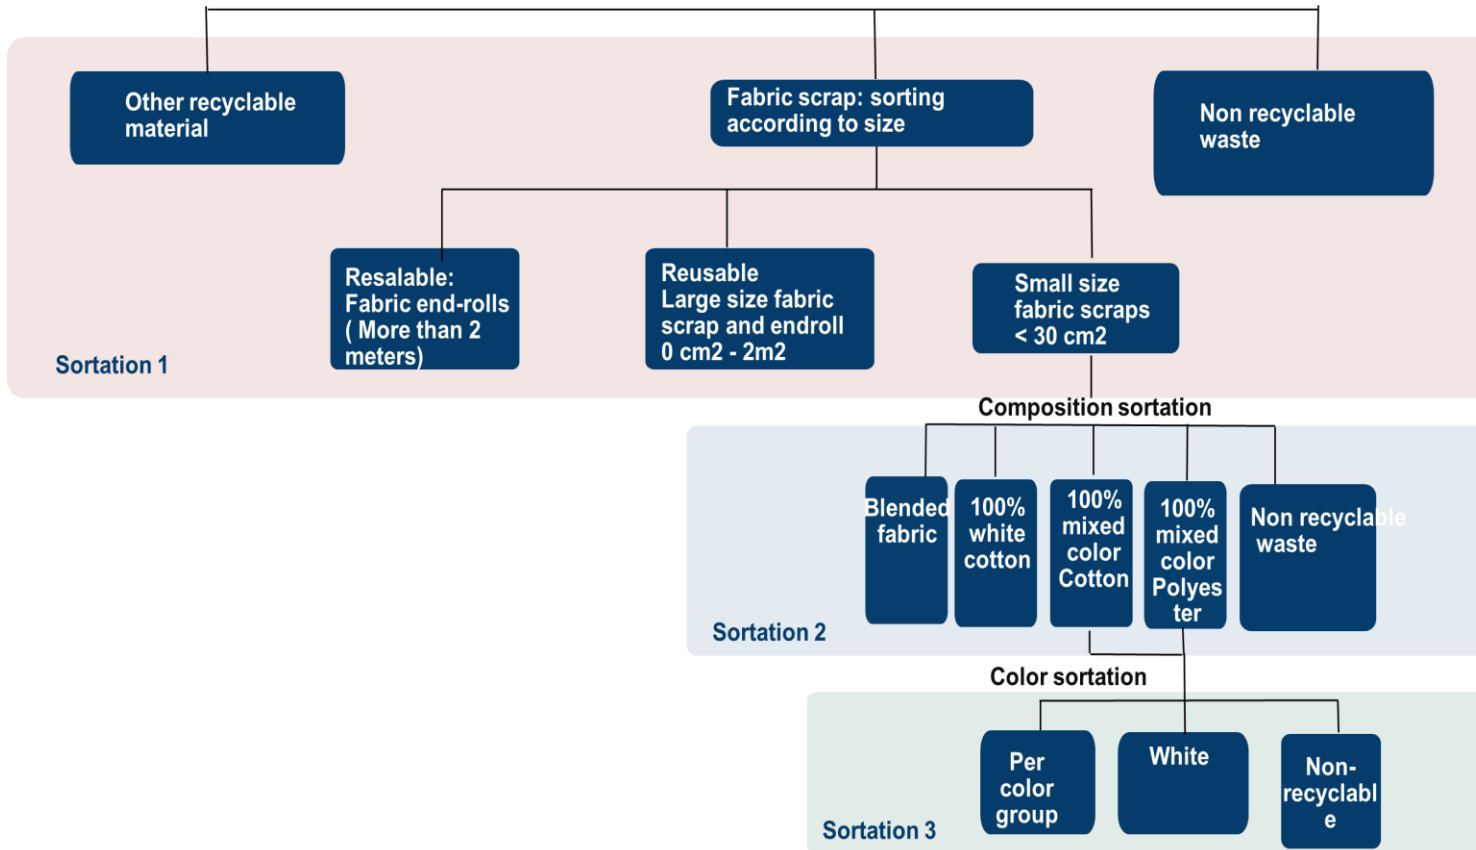 Other recyclable
material
Fabric scrap: sorting
according to size
Non recyclable
waste
Resalable:
Fabric end-rolls
( More than 2
meters)
Reusable
Large size fabric
scrap and endroll
0 cm2 - 2m2
Small size
fabric scraps
< 30 cm2
Sortation 1
Composition sortation
Blended
fabric
100%
white
cotton
100%
mixed
color
Cotton
100%
mixed
color
Polyes
ter
Non recyclable
waste
Sortation 2
Color sortation
Per
color
group
White
Non-
recyclabl
e
Sortation 3